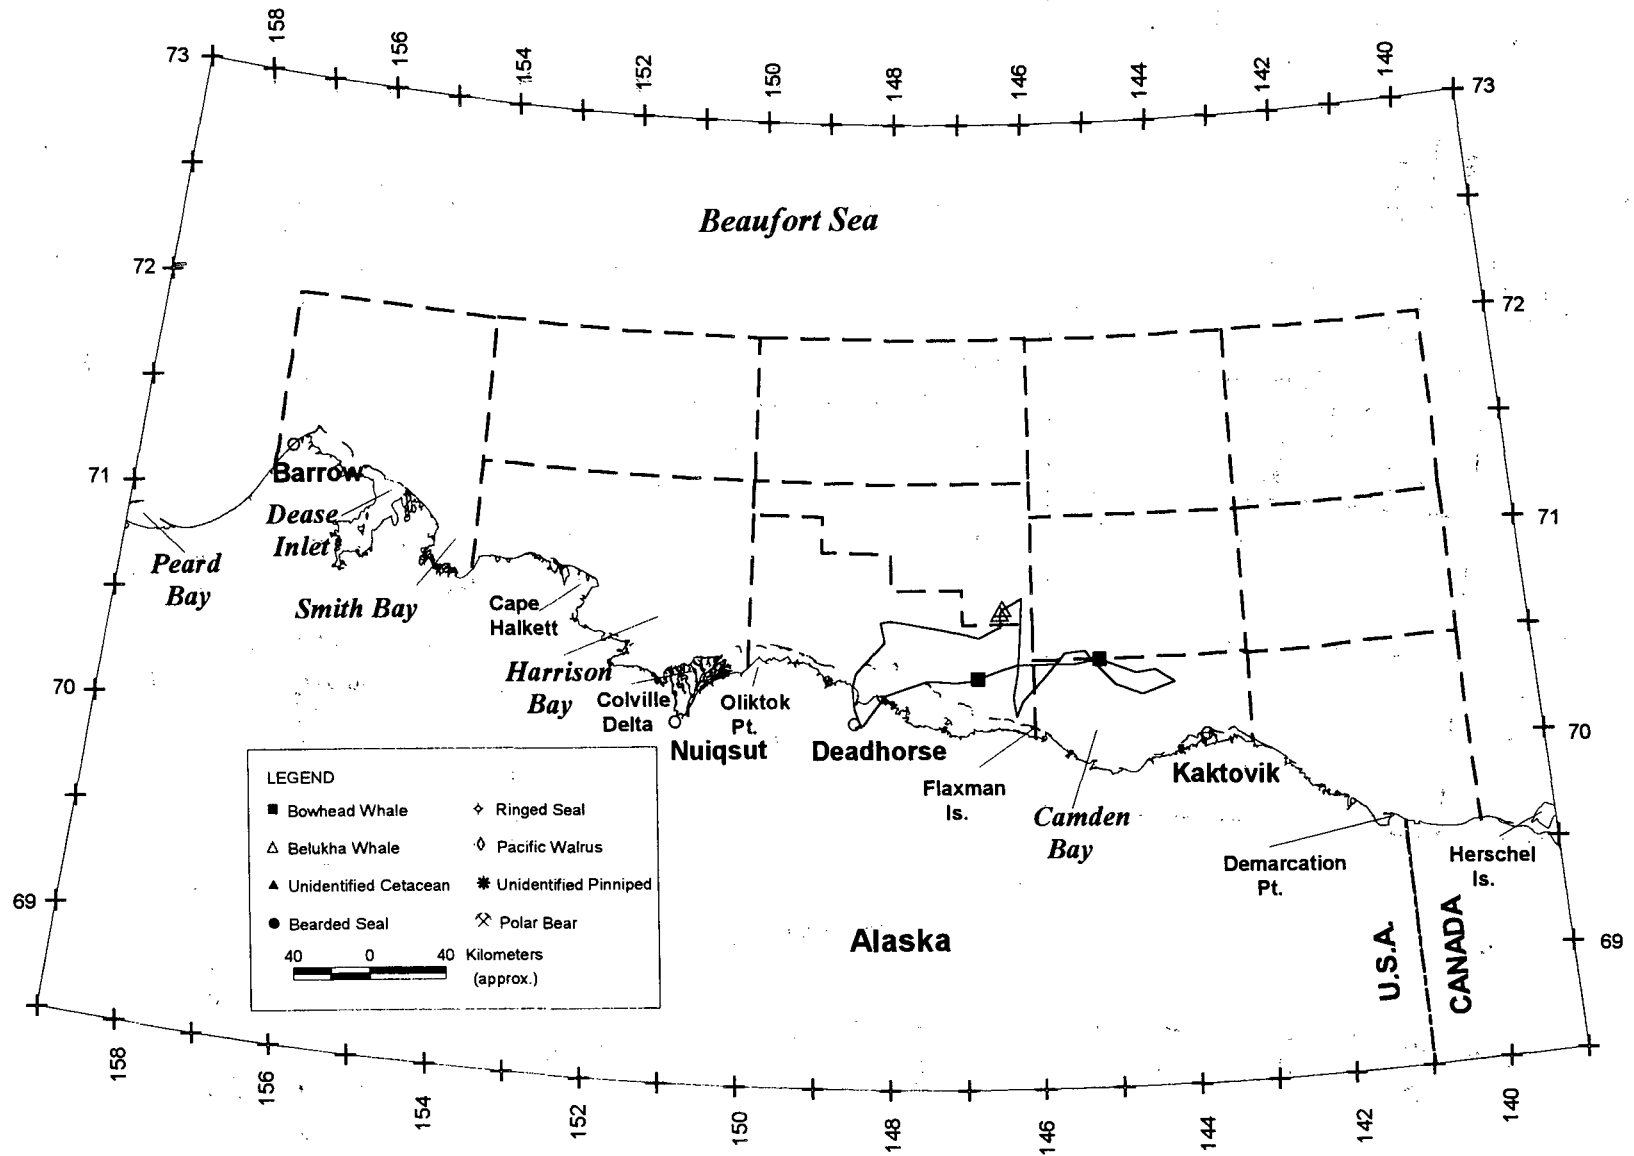 158
156
154
152
150
148
146
144
142
140
73
73
Beaufort Sea
72
72
71
71
Barrow
Dease
Inlet
Peard
Bay
Smith Bay
Cape
Halkett
Harrison
Bay
Colville
Delta
Oliktok
Pt.
70
70
Nuiqsut
Deadhorse
Kaktovik
Flaxman
Is.
Camden
Bay
Demarcation
Pt.
Herschel
Is.
LEGEND
Bowhead Whale
Ringed Seal
Belukha Whale
Pacific Walrus
Unidentified Cetacean
Unidentified Pinniped
Bearded Seal
Polar Bear
40 0 40 Kilometers
(approx.)
69
69
Alaska
U.S.A.
CANADA
158
156
154
152
150
148
146
144
142
140